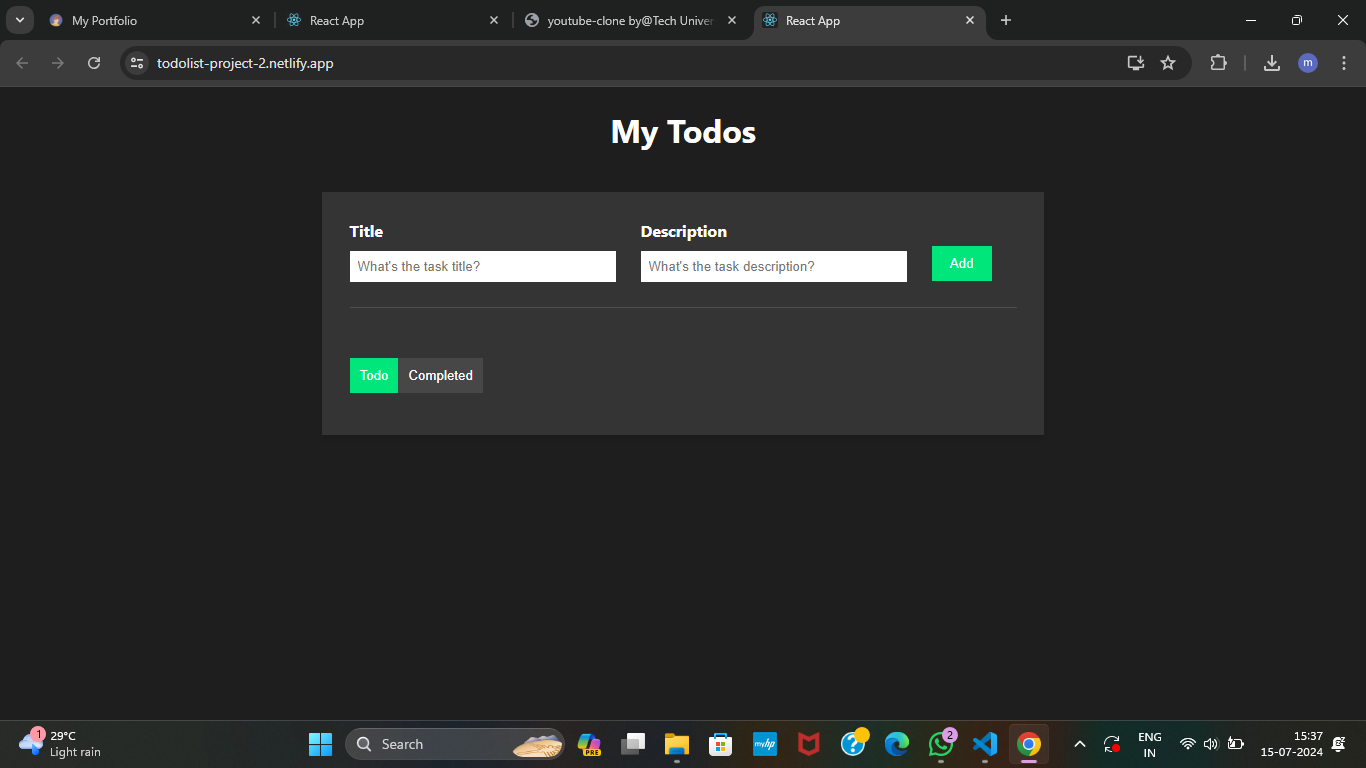 My Portfolio
React App
youtube-clone by@Tech Univer
React App
todolist-project-2.netlify.app
m
My Todos
Title
Description
What's the task title?
What's the task description?
Add
Todo
Completed
1
29°C
Light rain
Search
PRE
myhp
2
ENG
IN
15:37
15-07-2024